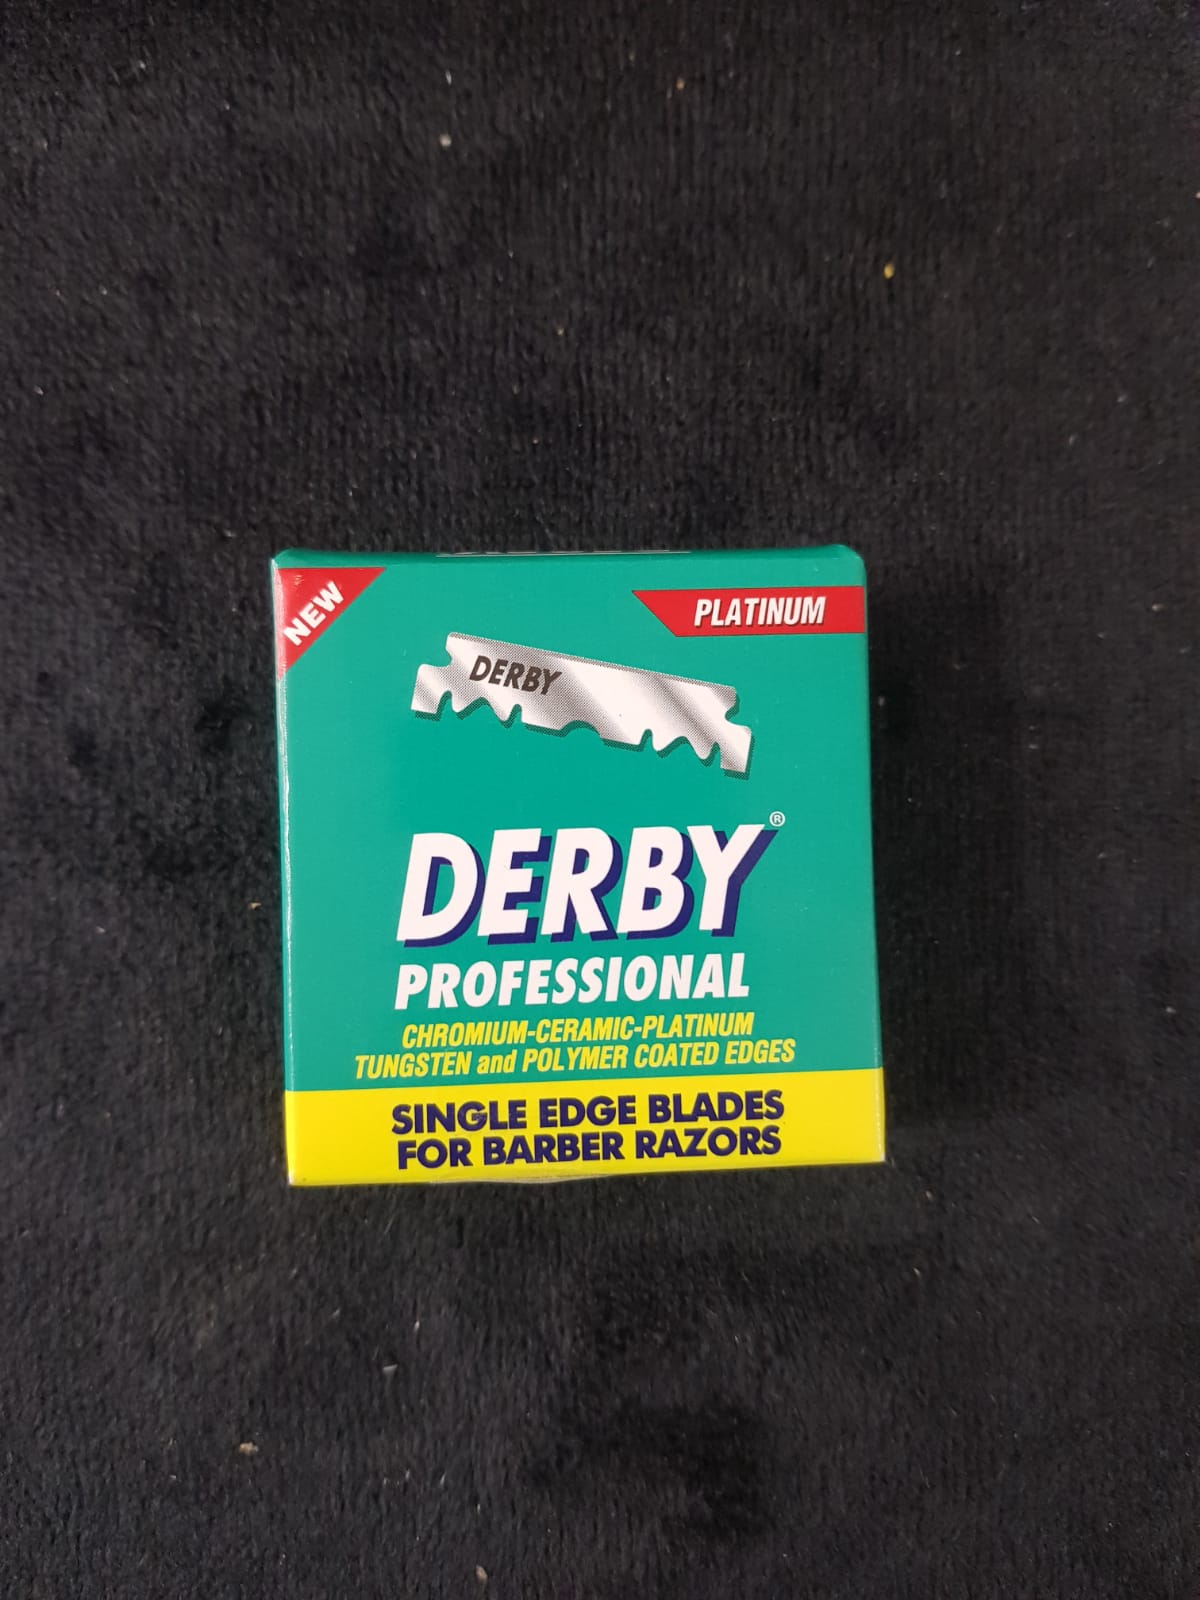 NEW
PLATINUM
DERBY
DERBY®
PROFESSIONAL
CHROMIUM-CERAMIC-PLATINUM
TUNGSTEN and POLYMER COATED EDGES
SINGLE EDGE BLADES
FOR BARBER RAZORS